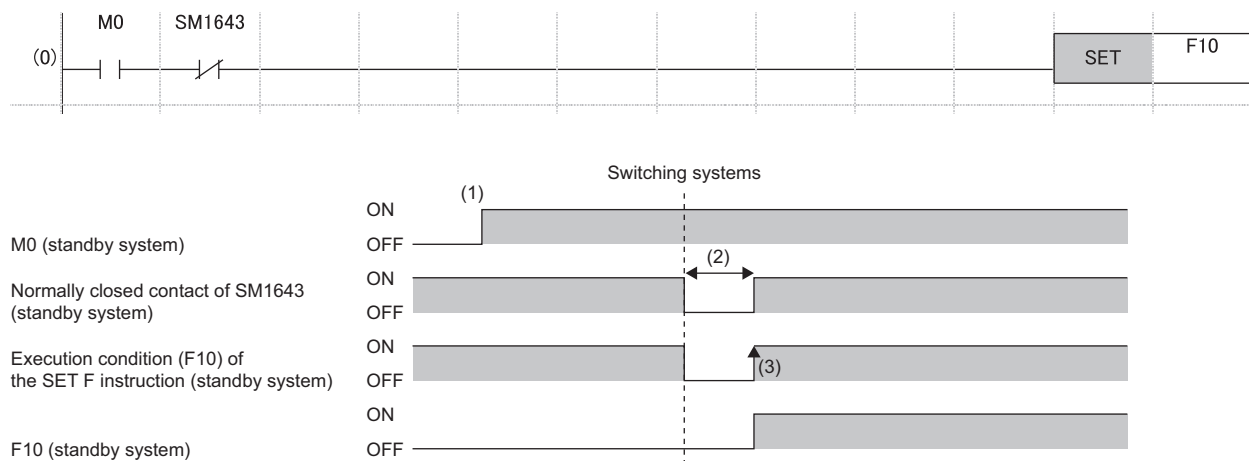 M0 SM1643
(0) SET F10
Switching systems
(1)
ON
M0 (standby system) OFF
(2)
ON
Normally closed contact of SM1643
(standby system) OFF
ON
Execution condition (F10) of
the SET F instruction (standby system) OFF (3)
ON
F10 (standby system) OFF